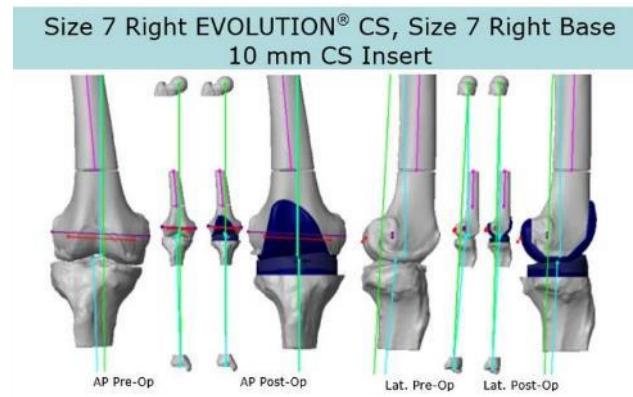 Size 7 Right EVOLUTION® CS, Size 7 Right Base
10 mm CS Insert
AP Pre-Op AP Post-Op Lat. Pre-Op Lat. Post-Op